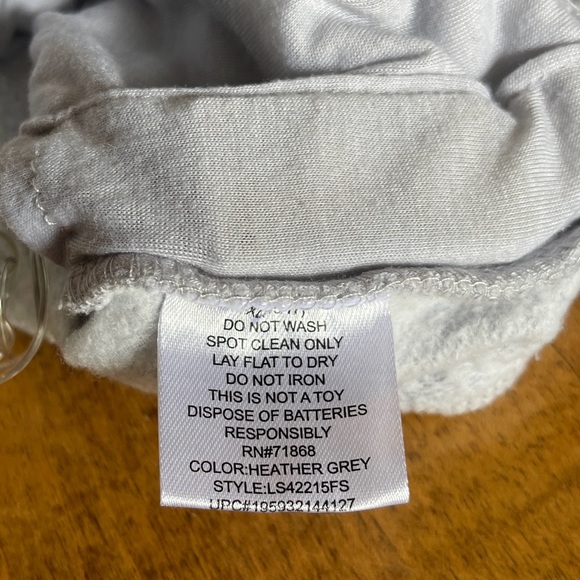 DO NOT WASH
SPOT CLEAN ONLY
LAY FLAT TO DRY
DO NOT IRON
THIS IS NOT A TOY
DISPOSE OF BATTERIES
RESPONSIBLY
RN#71868
COLOR:HEATHER GREY
STYLE:LS42215FS
UPC#195932144127